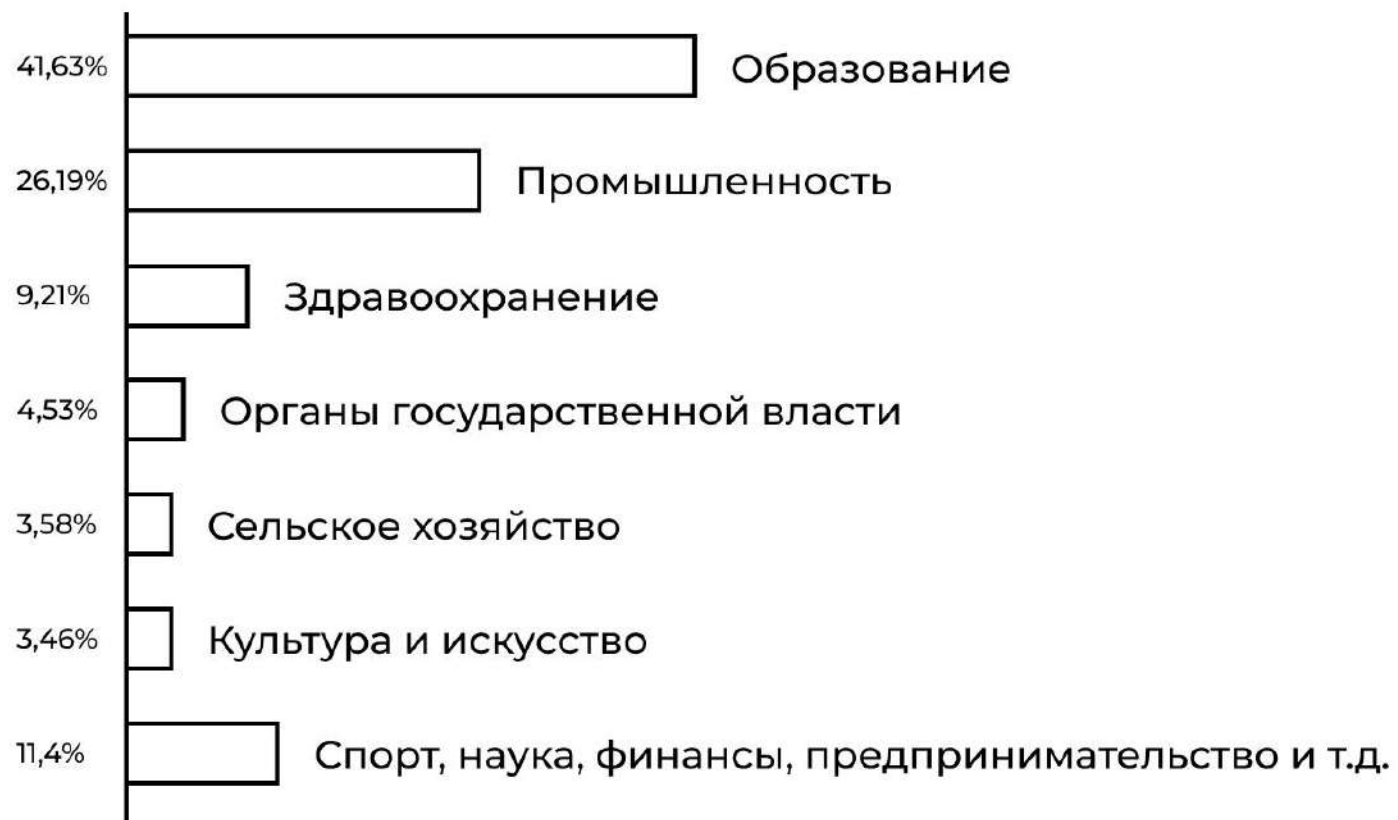 41,63% Образование
26,19% Промышленность
9,21% Здравоохранение
4,53% Органы государственной власти
3,58% Сельское хозяйство
3,46% Культура и искусство
11,4% Спорт, наука, финансы, предпринимательство и т.д.